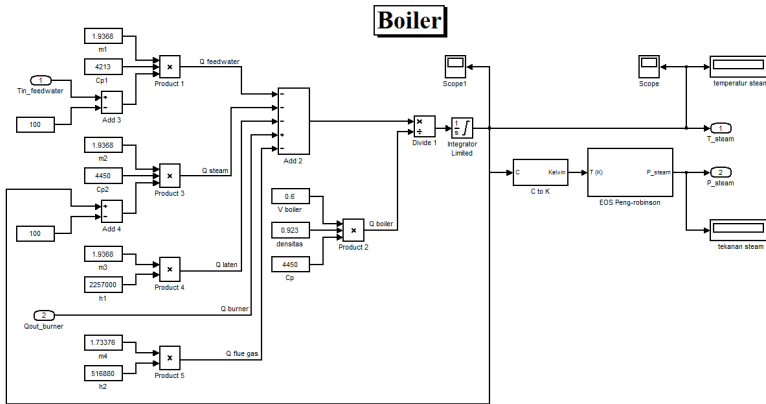 Boiler
1.9368
m1
4213
Cp1
1
Tin_feedwater
100
Add 3
Product 1
Q feedwater
1.9368
m2
4450
Cp2
Add 4
100
Product 3
Q steam
1.9368
m3
2257000
h1
Product 4
Q laten
2
Qout_burner
Q burner
1.73376
m4
516880
h2
Product 5
Q flue gas
Add 2
0.6
V boiler
0.923
densitas
4450
Cp
Product 2
Q boiler
Divide 1
1
s
Integrator
Limited
Scope1
Scope
temperatur steam
1
T_steam
C
Kelvin
C to K
T (K)
P_steam
EOS Peng-robinson
2
P_steam
tekanan steam